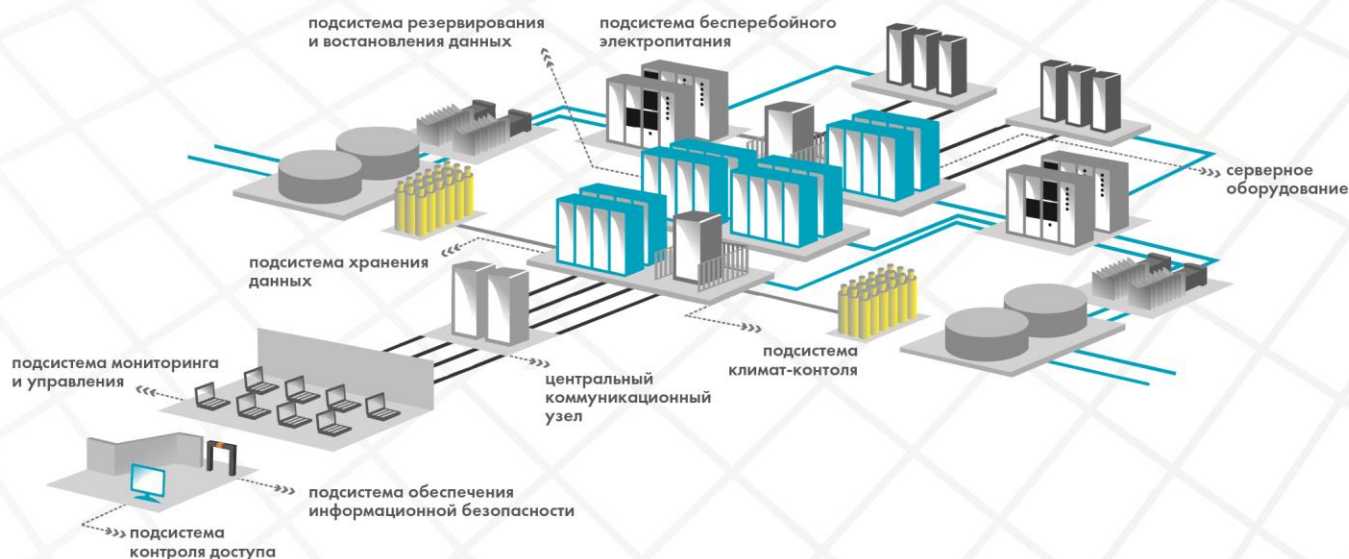 подсистема резервирования
и востановления данных
подсистема бесперебойного
электропитания
серверное
оборудование
подсистема хранения
данных
подсистема
климат-контоля
подсистема мониторинга
и управления
центральный
коммуникационный
узел
подсистема обеспечения
информационной безопасности
подсистема
контроля доступа